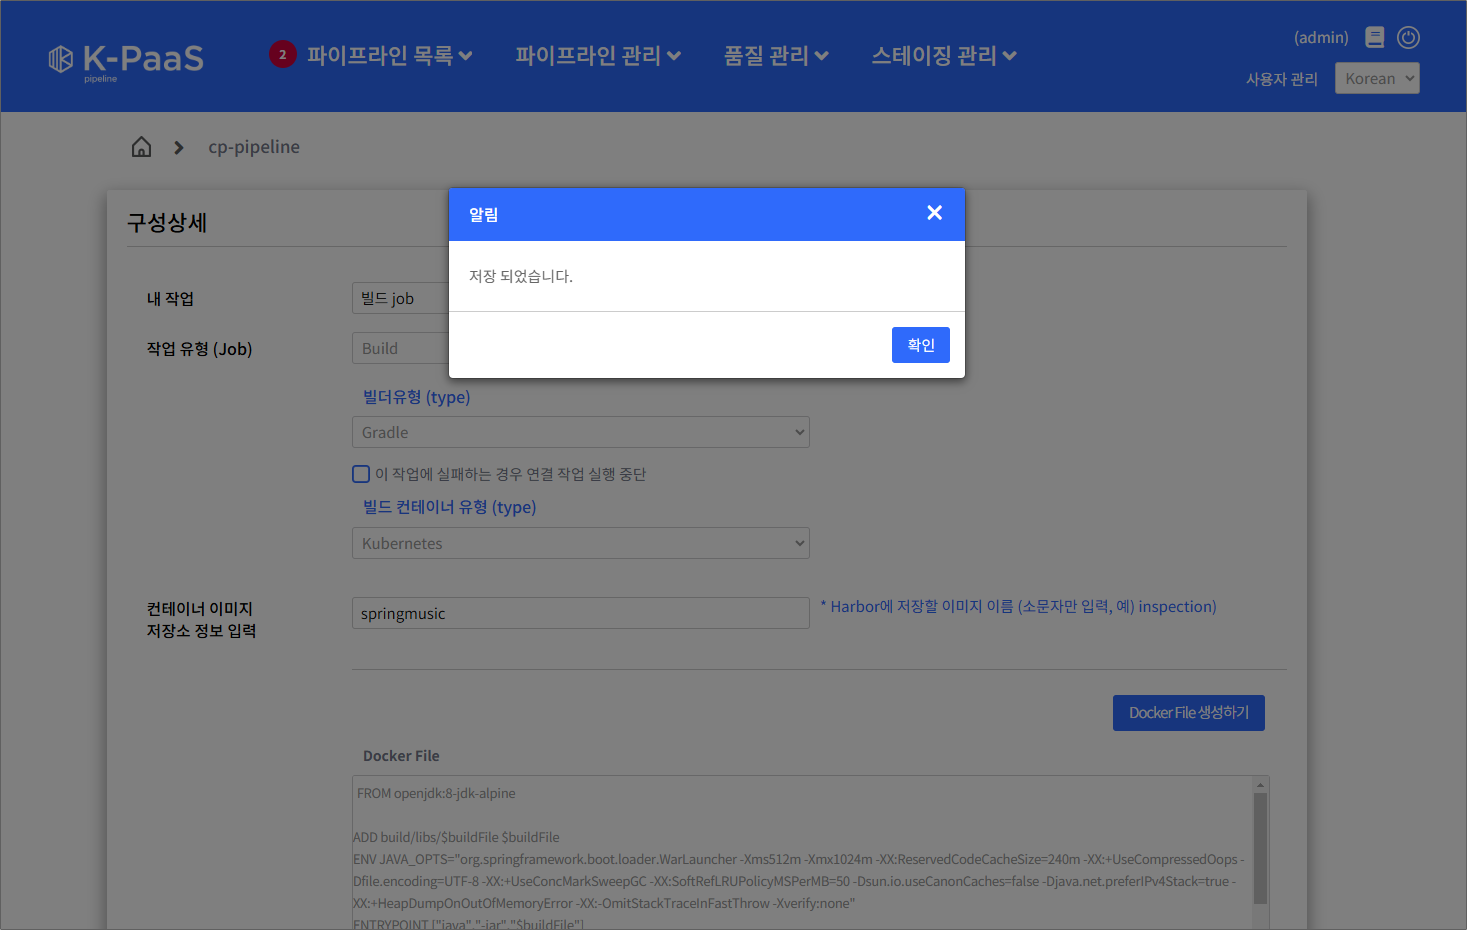 K-PaaS
pipeline
2
파이프라인 목록
파이프라인 관리
품질 관리
스테이징 관리
(admin)
사용자 관리
Korean
cp-pipeline
구성상세
알림
저장 되었습니다.
확인
내 작업
빌드 job
작업 유형 (Job)
Build
빌더유형 (type)
Gradle
이 작업에 실패하는 경우 연결 작업 실행 중단
빌드 컨테이너 유형 (type)
Kubernetes
컨테이너 이미지
저장소 정보 입력
springmusic
* Harbor에 저장할 이미지 이름 (소문자만 입력, 예) inspection)
Docker File 생성하기
Docker File
FROM openjdk:8-jdk-alpine
ADD build/libs/$buildFile $buildFile
ENV JAVA_OPTS="org.springframework.boot.loader.WarLauncher -Xms512m -Xmx1024m -XX:ReservedCodeCacheSize=240m -XX:+UseCompressedOops -
Dfile.encoding=UTF-8 -XX:+UseConcMarkSweepGC -XX:SoftRefLRUPolicyMSPerMB=50 -Dsun.io.useCanonCaches=false -Djava.net.preferIPv4Stack=true -
XX:+HeapDumpOnOutOfMemoryError -XX:-OmitStackTraceInFastThrow -Xverify:none"
ENTRYPOINT ["java","-jar","$buildFile"]